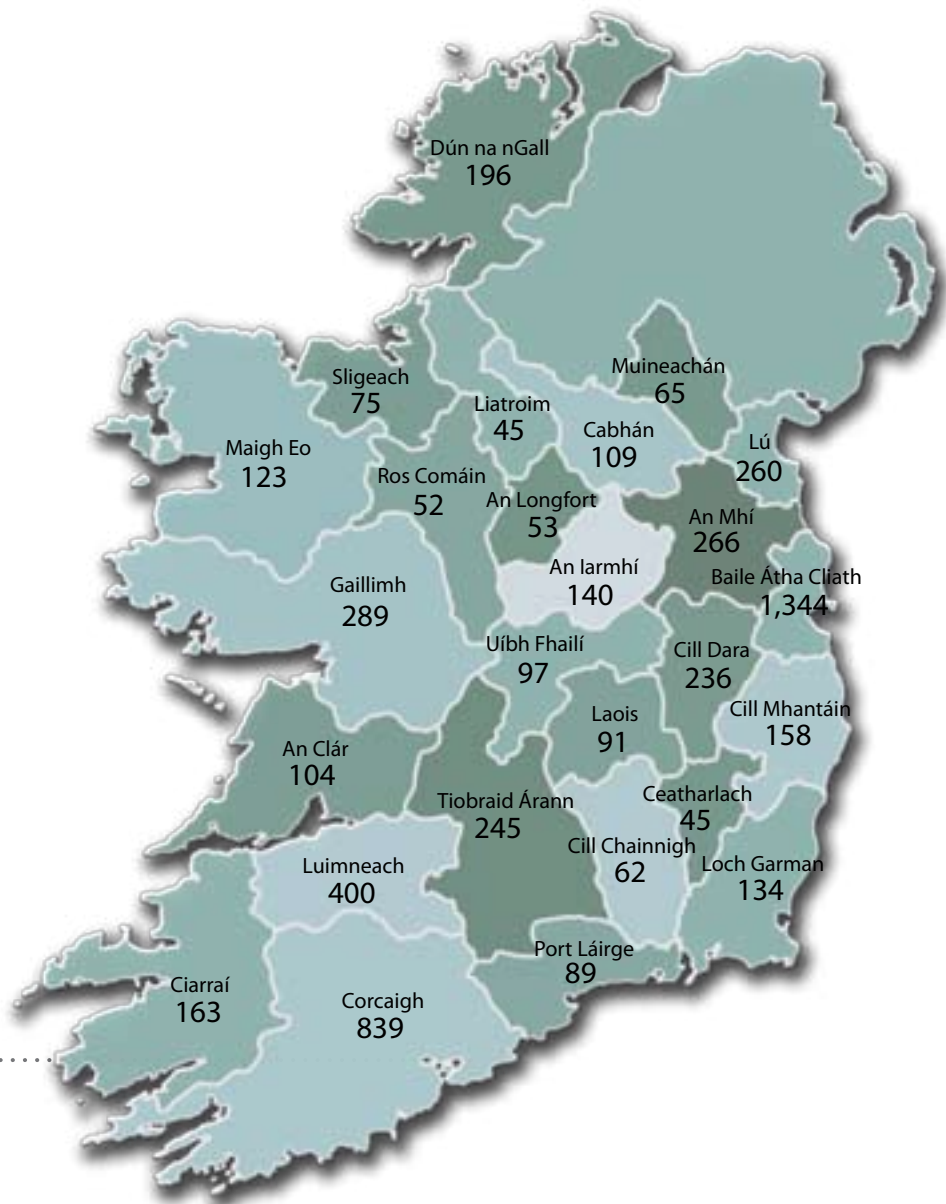 Dún na nGall
196
Sligeach
75
Muineachán
65
Liatroim
45
Cabhán
109
Lú
260
Maigh Eo
123
Ros Comáin
52
An Longfort
53
An Mhí
266
An Iarmhí
140
Baile Átha Cliath
1,344
Gaillimh
289
Uíbh Fhailí
97
Cill Dara
236
Laois
91
Cill Mhantáin
158
An Clár
104
Tiobraid Árann
245
Ceatharlach
45
Cill Chainnigh
62
Loch Garman
134
Luimneach
400
Port Láirge
89
Ciarraí
163
Corcaigh
839